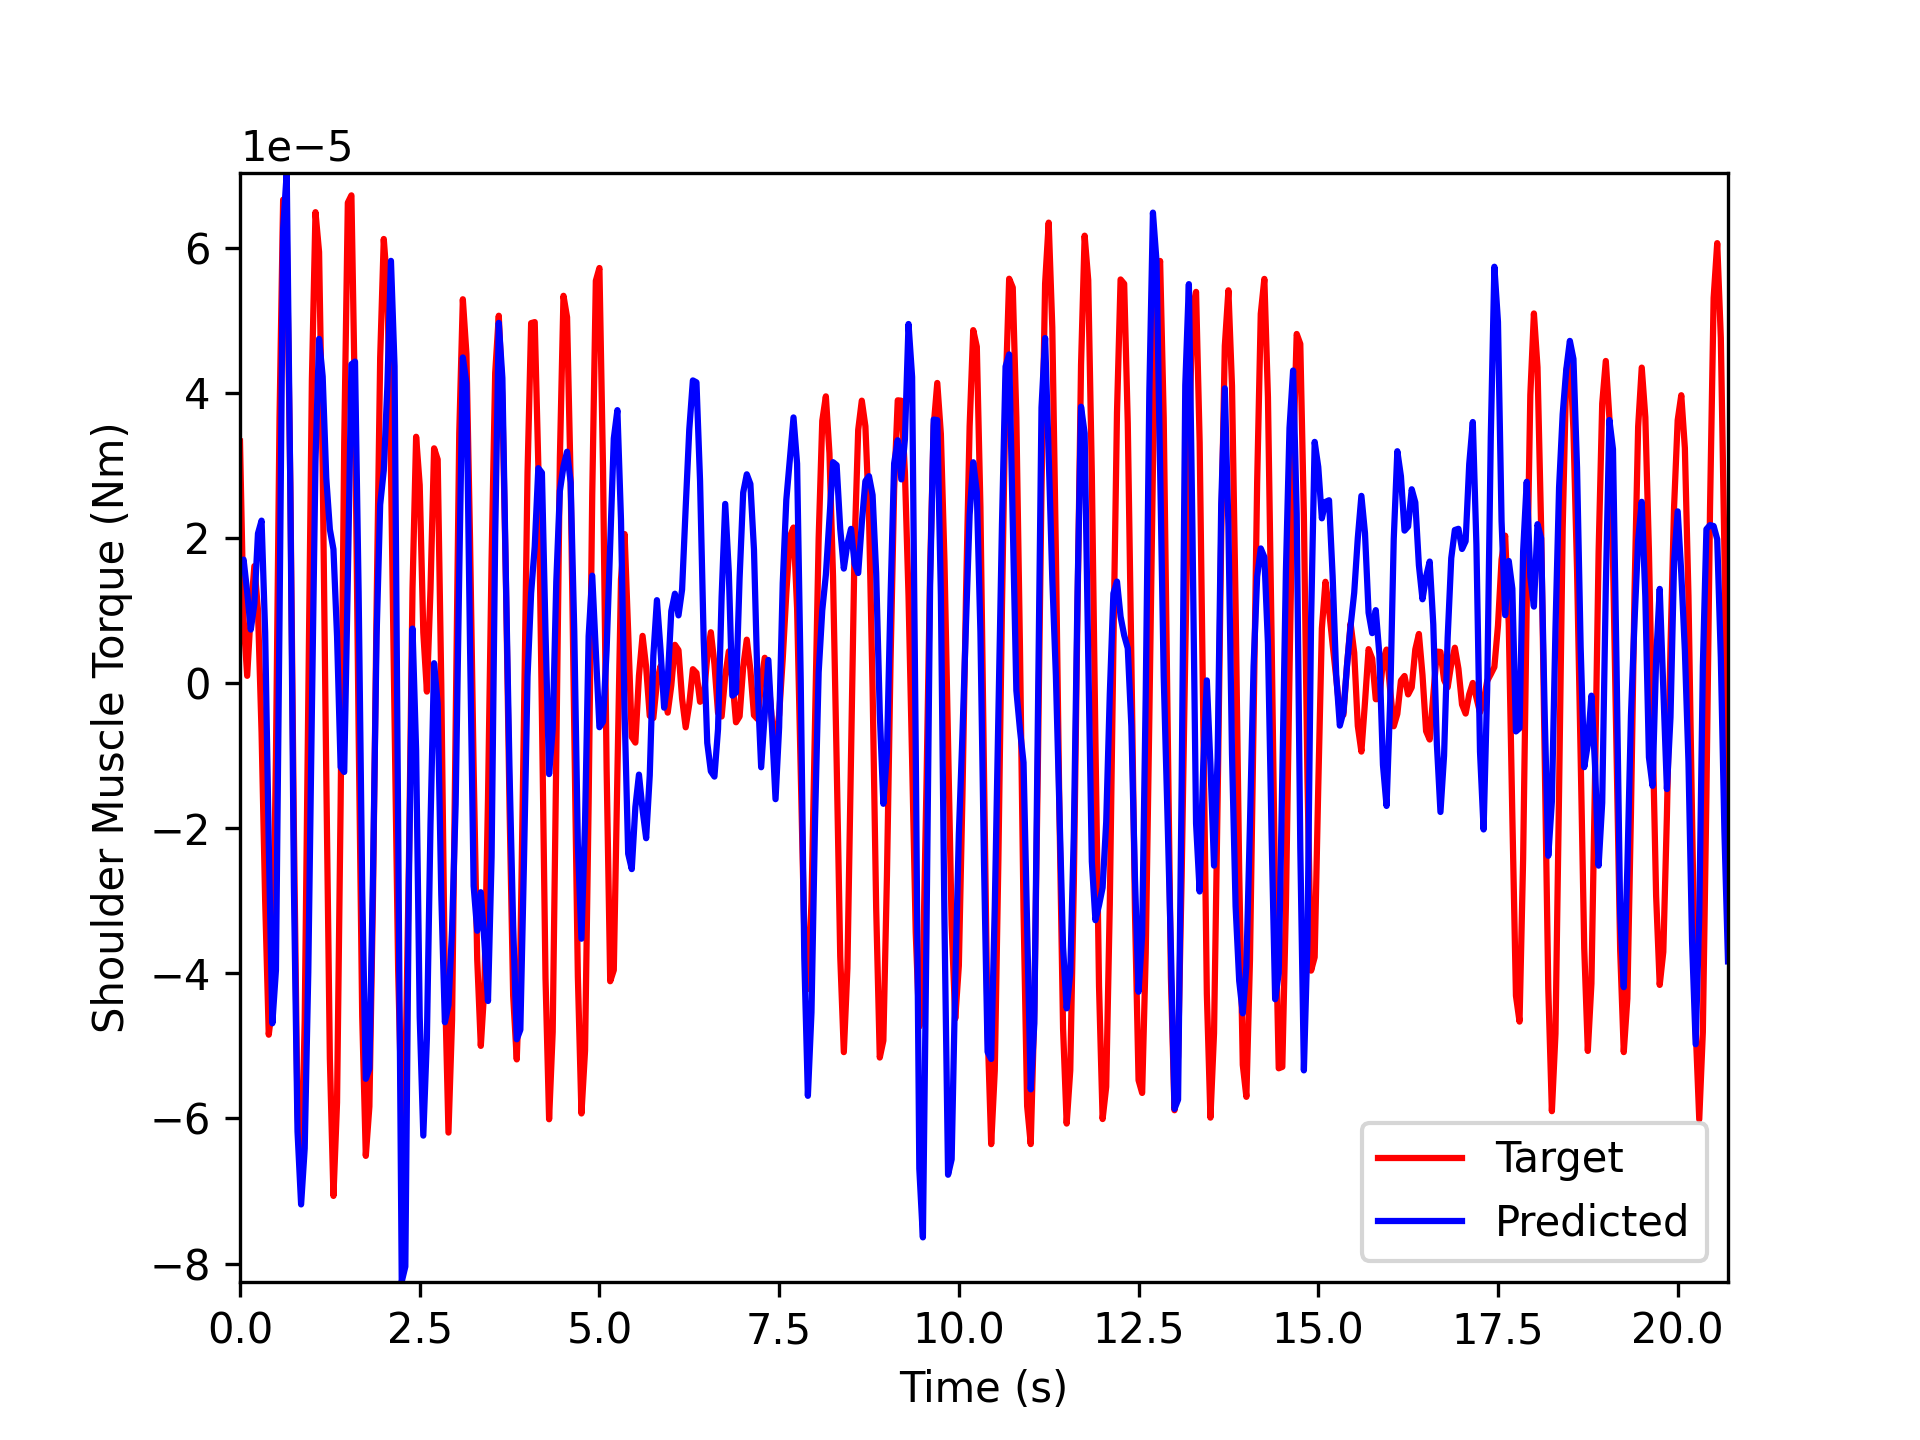 1e−5
6
4
2
0
−2
−4
−6
−8
Shoulder Muscle Torque (Nm)
Target
Predicted
0.0 2.5 5.0 7.5 10.0 12.5 15.0 17.5 20.0
Time (s)